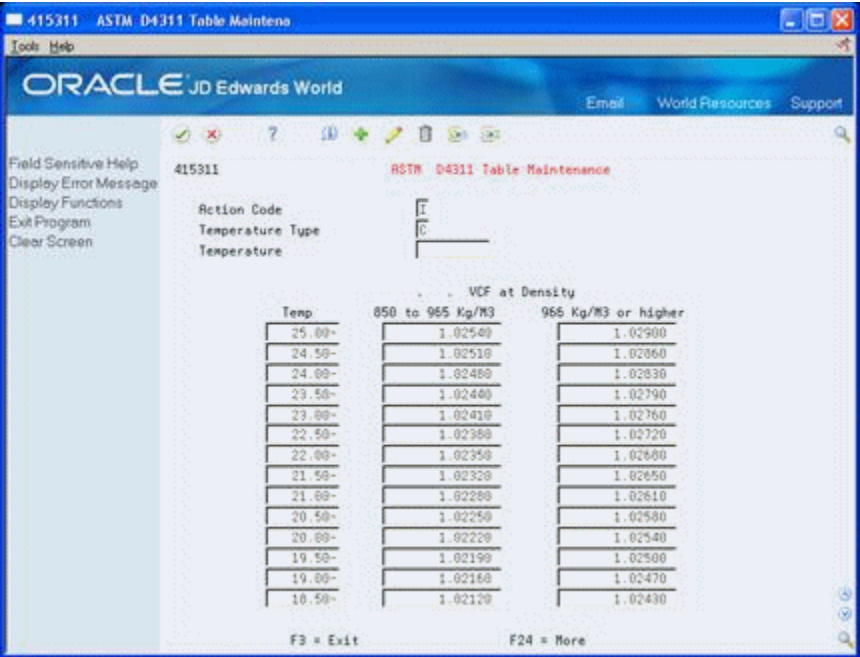 415311 ASTM D4311 Table Maintena
Tools Help
ORACLE JD Edwards World
Email World Resources Support
Field Sensitive Help
Display Error Message
Display Functions
Exit Program
Clear Screen
415311 ASTM D4311 Table Maintenance
Action Code I
Temperature Type C
Temperature
. . VCF at Density
Temp 850 to 965 Kg/M3 966 Kg/M3 or higher
25.00- 1.02540 1.02900
24.50- 1.02510 1.02860
24.00- 1.02480 1.02830
23.50- 1.02440 1.02790
23.00- 1.02410 1.02760
22.50- 1.02380 1.02720
22.00- 1.02350 1.02680
21.50- 1.02320 1.02650
21.00- 1.02280 1.02610
20.50- 1.02250 1.02580
20.00- 1.02220 1.02540
19.50- 1.02190 1.02500
19.00- 1.02160 1.02470
18.50- 1.02120 1.02430
F3 = Exit F24 = More